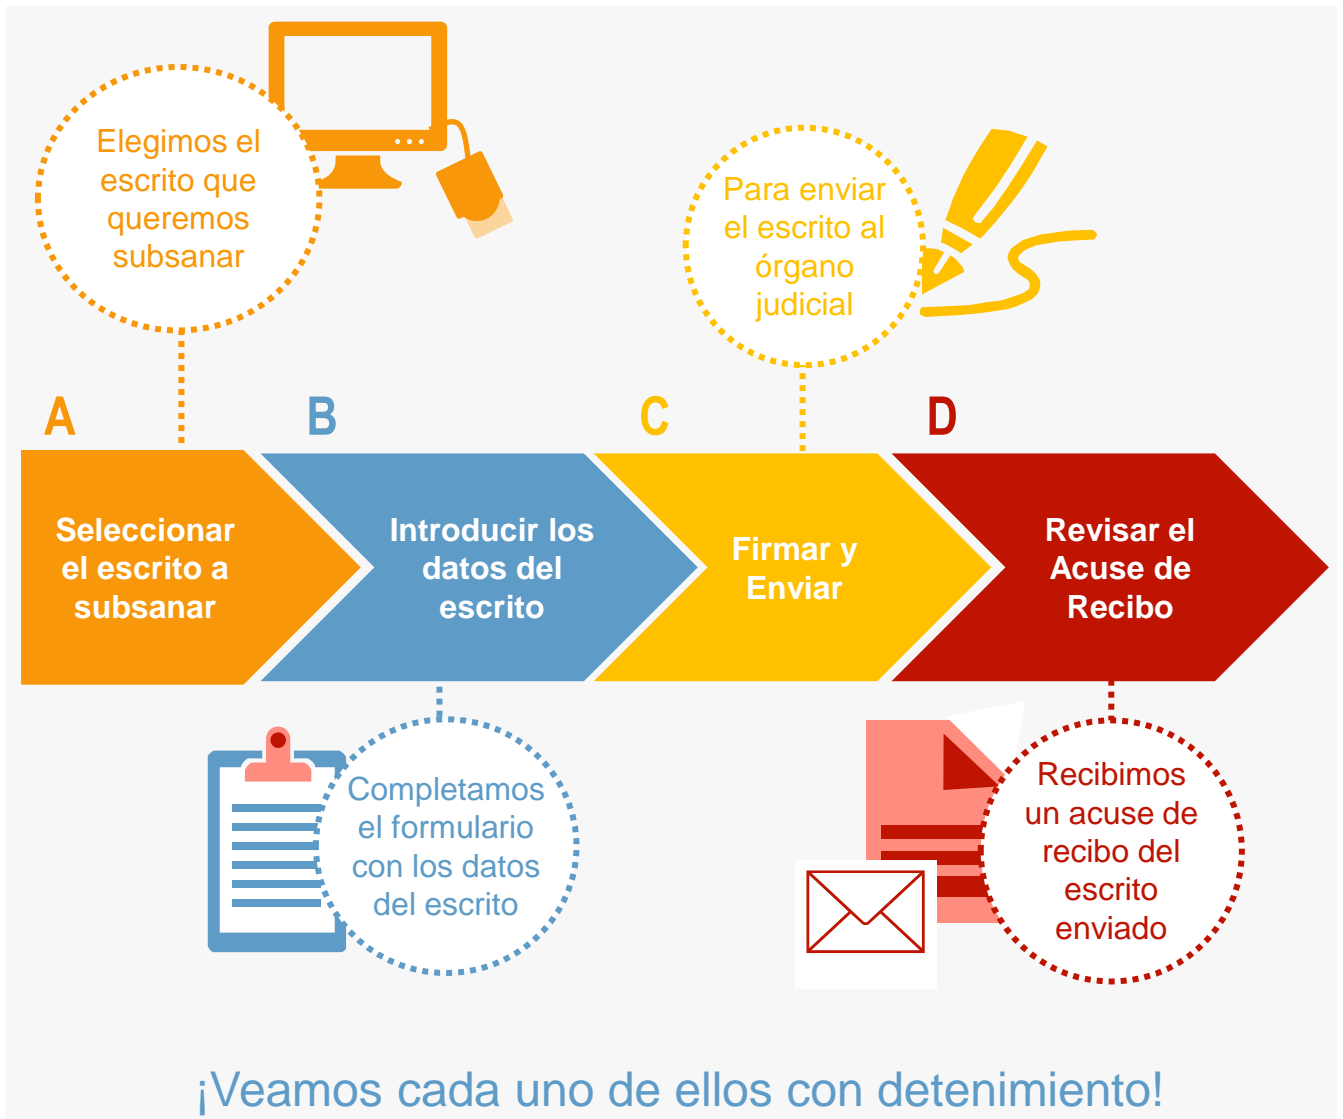 Elegimos el
escrito que
queremos
subsanar
Para enviar
el escrito al
órgano
judicial
A
B
C
D
Seleccionar
el escrito a
subsanar
Introducir los
datos del
escrito
Firmar y
Enviar
Revisar el
Acuse de
Recibo
Completamos
el formulario
con los datos
del escrito
Recibimos
un acuse de
recibo del
escrito
enviado
¡Veamos cada uno de ellos con detenimiento!